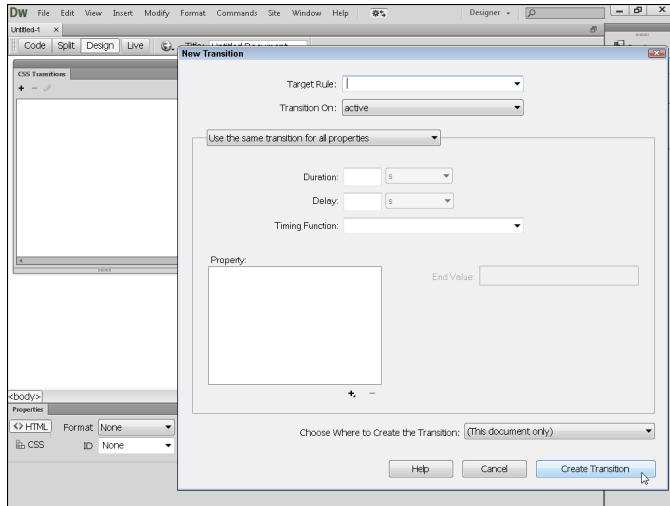 DW File Edit View Insert Modify Format Commands Site Window Help Designer
Untitled-1 x
Code Split Design Live
New Transition
CSS Transitions
Target Rule:
Transition On: active
Use the same transition for all properties
Duration: s
Delay: s
Timing Function:
Property:
End Value:
<body>
Properties
<> HTML Format None
CSS ID None
Choose Where to Create the Transition: (This document only)
Help Cancel Create Transition